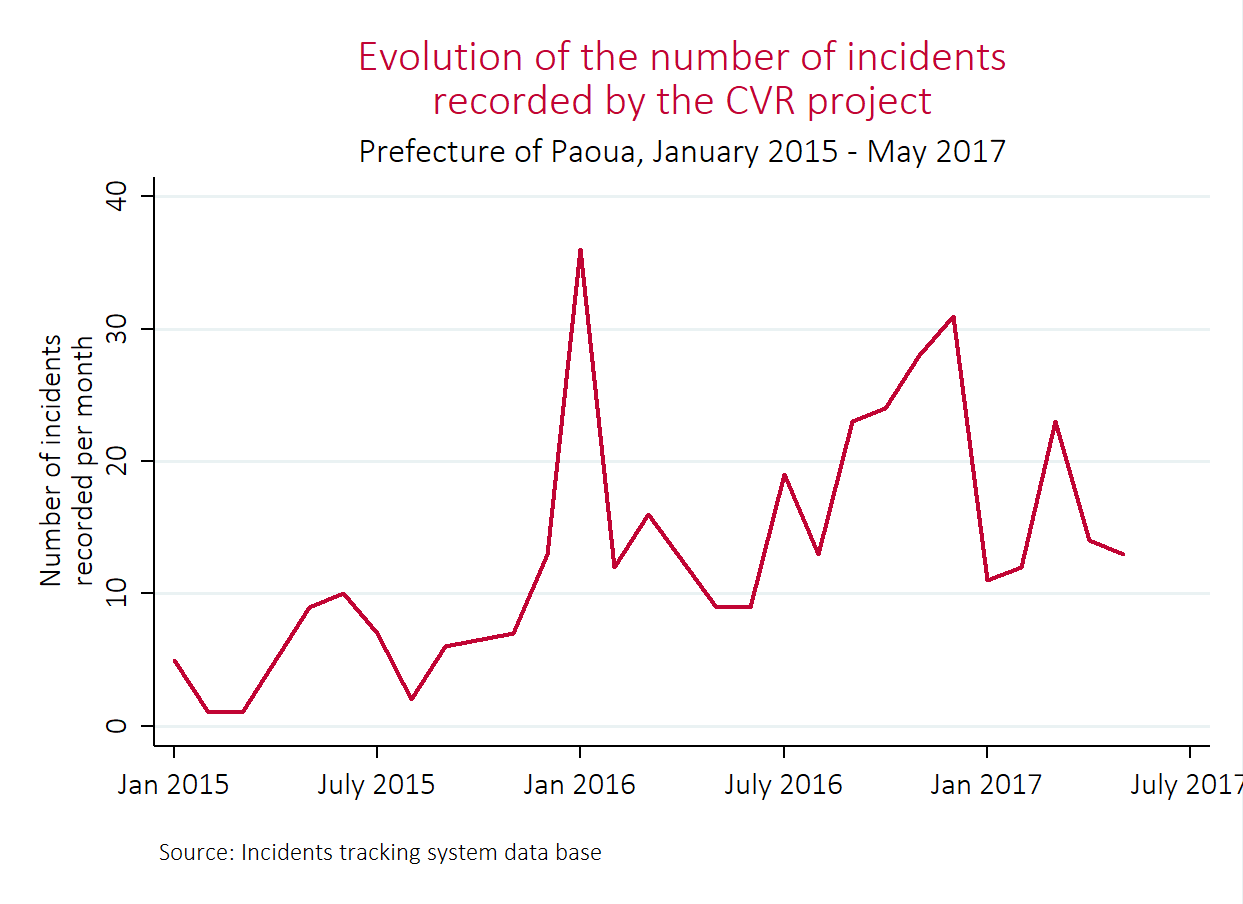 Evolution of the number of incidents
recorded by the CVR project
Prefecture of Paoua, January 2015 - May 2017
Number of incidents
recorded per month
40
30
20
10
0
Jan 2015 July 2015 Jan 2016 July 2016 Jan 2017 July 2017
Source: Incidents tracking system data base